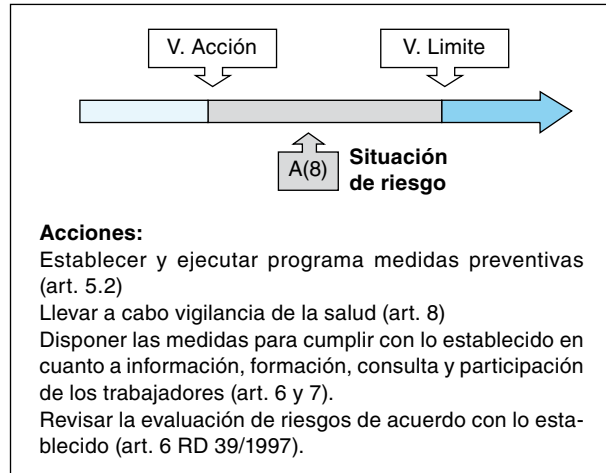 V. Acción
V. Limite
A(8)
Situación
de riesgo
Acciones:
Establecer y ejecutar programa medidas preventivas
(art. 5.2)
Llevar a cabo vigilancia de la salud (art. 8)
Disponer las medidas para cumplir con lo establecido en
cuanto a información, formación, consulta y participación
de los trabajadores (art. 6 y 7).
Revisar la evaluación de riesgos de acuerdo con lo esta-
blecido (art. 6 RD 39/1997).